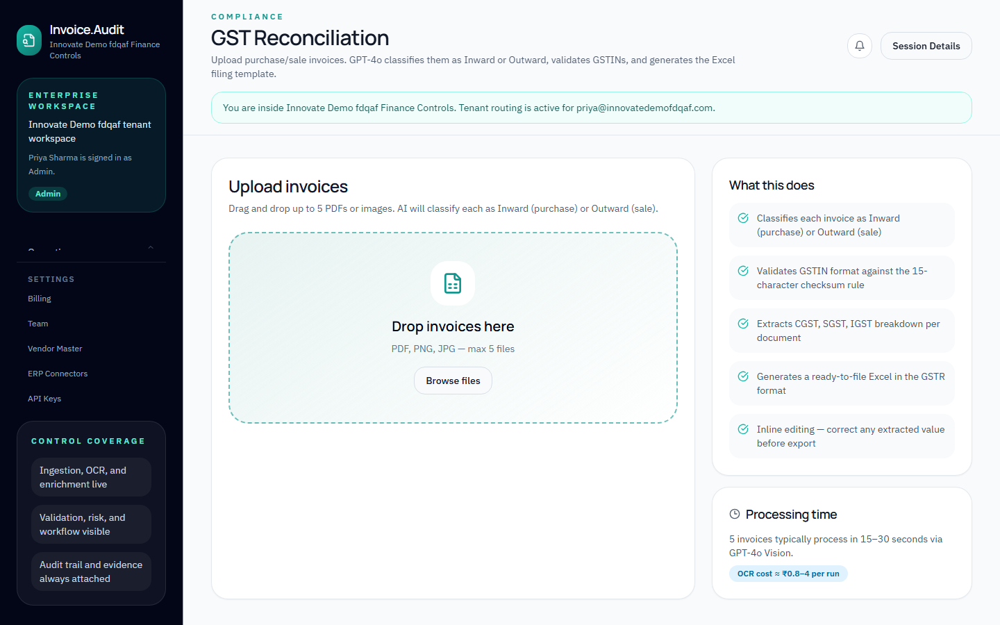 Invoice.Audit
Innovate Demo fdqaf Finance
Controls
ENTERPRISE
WORKSPACE
Innovate Demo fdqaf tenant
workspace
Priya Sharma is signed in as
Admin.
Admin
SETTINGS
Billing
Team
Vendor Master
ERP Connectors
API Keys
CONTROL COVERAGE
Ingestion, OCR, and
enrichment live
Validation, risk, and
workflow visible
Audit trail and evidence
always attached
COMPLIANCE
GST Reconciliation
Upload purchase/sale invoices. GPT-4o classifies them as Inward or Outward, validates GSTINs, and generates the Excel
filing template.
Session Details
You are inside Innovate Demo fdqaf Finance Controls. Tenant routing is active for priya@innovatedemofdqaf.com.
Upload invoices
Drag and drop up to 5 PDFs or images. AI will classify each as Inward (purchase) or Outward (sale).
Drop invoices here
PDF, PNG, JPG — max 5 files
Browse files
What this does
Classifies each invoice as Inward
(purchase) or Outward (sale)
Validates GSTIN format against the 15-
character checksum rule
Extracts CGST, SGST, IGST breakdown per
document
Generates a ready-to-file Excel in the GSTR
format
Inline editing — correct any extracted value
before export
Processing time
5 invoices typically process in 15–30 seconds via
GPT-4o Vision.
OCR cost ≈ ₹0.8–4 per run